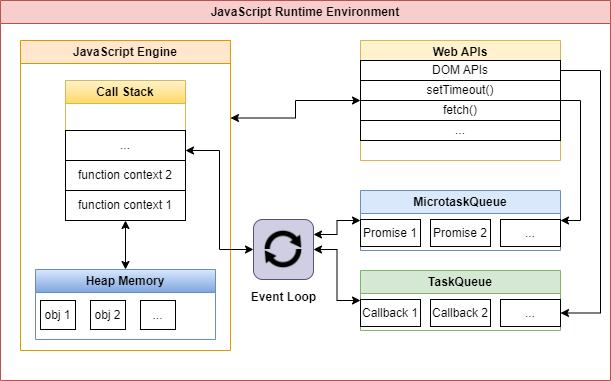 JavaScript Runtime Environment
JavaScript Engine
Call Stack
...
function context 2
function context 1
Heap Memory
obj 1
obj 2
...
Event Loop
Web APIs
DOM APIs
setTimeout()
fetch()
...
MicrotaskQueue
Promise 1
Promise 2
...
TaskQueue
Callback 1
Callback 2
...